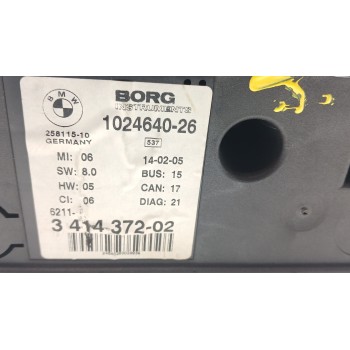 BMW
BORG
INSTRUMENTS
1024640-26
258115-10
GERMANY
537
MI: 06
14-02-05
SW: 8.0
BUS: 15
HW: 05
CAN: 17
CI: 06
DIAG: 21
6211-
3 414 372-02